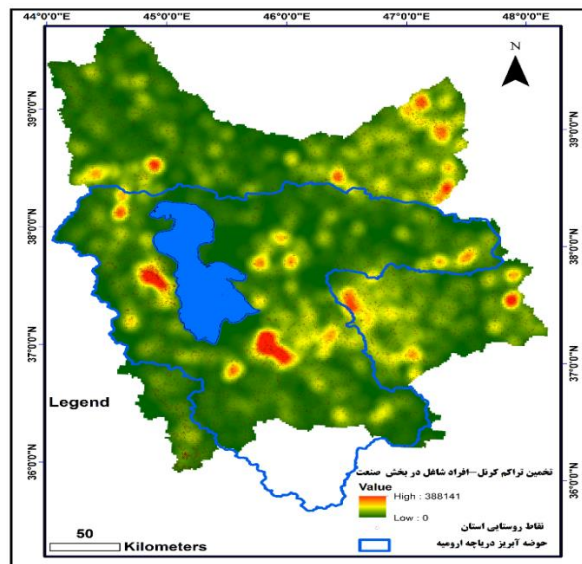 44°0'0"E 45°0'0"E 46°0'0"E 47°0'0"E 48°0'0"E
N
39°0'0"N
38°0'0"N
37°0'0"N
36°0'0"N
39°0'0"N
38°0'0"N
37°0'0"N
36°0'0"N
Legend
تخمین تراکم کرنل–افراد شاغل در بخش صنعت
Value
High : 388141
Low : 0
نقاط روستایی استان
حوضه آبریز دریاچه ارومیه
50
Kilometers